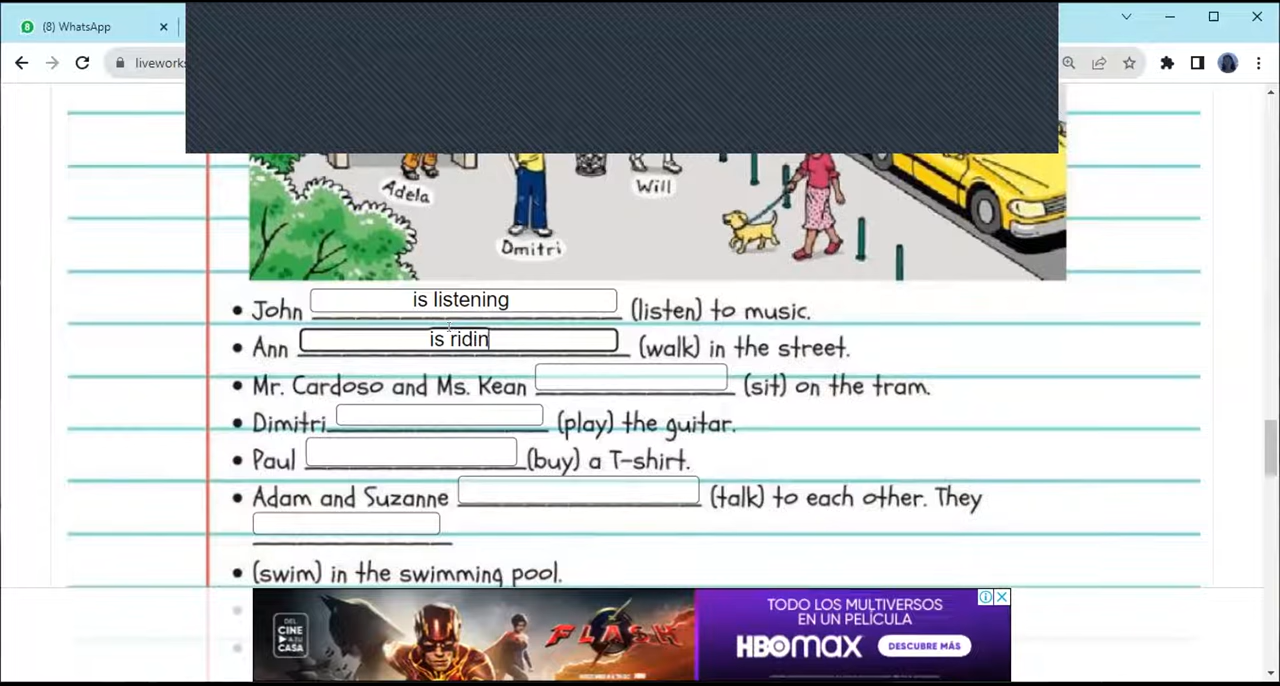 (8) WhatsApp
livework
Adela
Will
Dmitri
• John is listening (listen) to music.
• Ann is ridin (walk) in the street.
• Mr. Cardoso and Ms. Kean (sit) on the tram.
• Dimitri (play) the guitar.
• Paul (buy) a T-shirt.
• Adam and Suzanne (talk) to each other. They
• (swim) in the swimming pool.
DEL CINE A TU CASA
FLASH
TODO LOS MULTIVERSOS
EN UN PELÍCULA
HBOmax
DESCUBRE MÁS